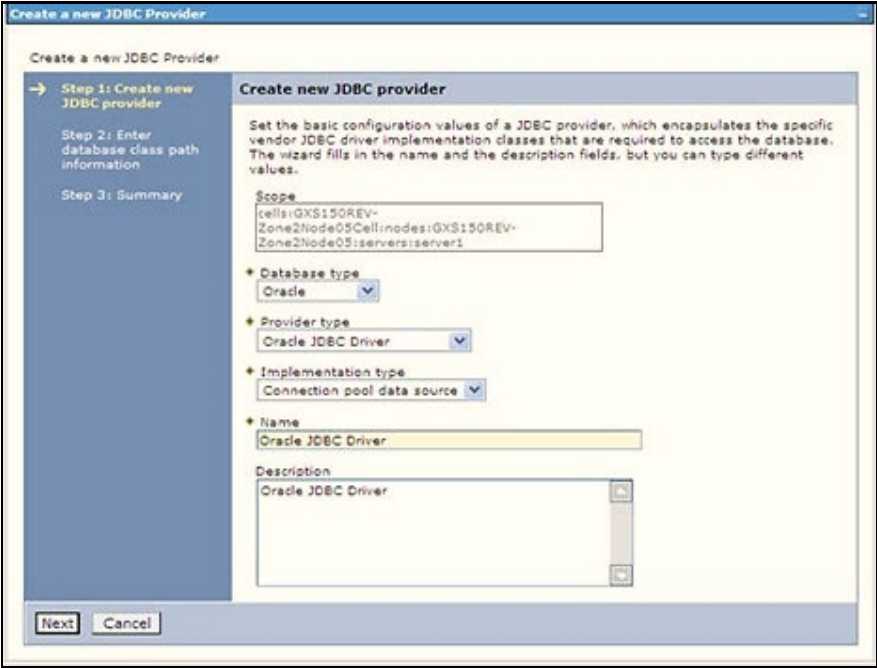 Create a new JDBC Provider
Create a new JDBC Provider
Step 1: Create new
JDBC provider
Step 2: Enter
database class path
information
Step 3: Summary
Create new JDBC provider
Set the basic configuration values of a JDBC provider, which encapsulates the specific
vendor JDBC driver implementation classes that are required to access the database.
The wizard fills in the name and the description fields, but you can type different
values.
Scope
cells:GXS150REV-
Zone2Node05Cell:nodes:GXS150REV-
Zone2Node05:servers:server1
Database type
Oracle
Provider type
Oracle JDBC Driver
Implementation type
Connection pool data source
Name
Oracle JDBC Driver
Description
Oracle JDBC Driver
Next
Cancel